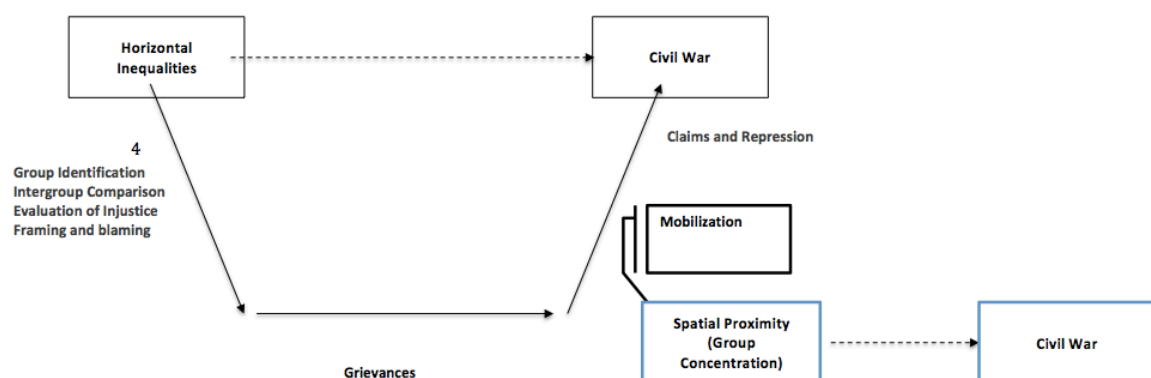 Horizontal
Inequalities
Civil War
Claims and Repression
4
Group Identification
Intergroup Comparison
Evaluation of Injustice
Framing and blaming
Mobilization
Spatial Proximity
(Group
Concentration)
Civil War
Grievances